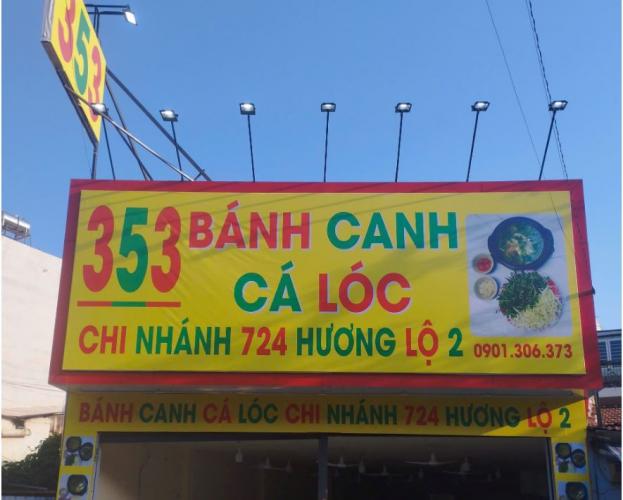 353
353 BÁNH CANH
CÁ LÓC
CHI NHÁNH 724 HƯƠNG LỘ 2 0901.306.373
BÁNH CANH CÁ LÓC CHI NHÁNH 724 HƯƠNG LỘ 2